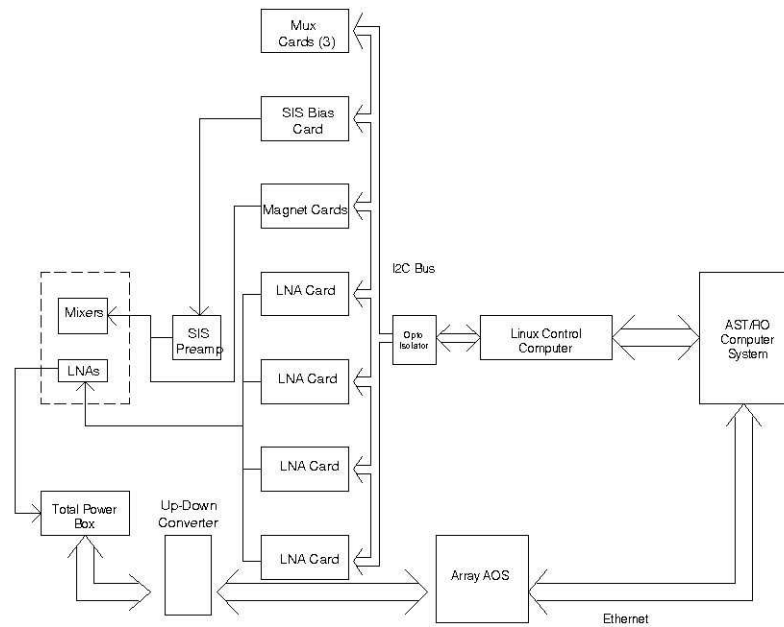 Mux
Cards (3)
SIS Bias
Card
Magnet Cards
I2C Bus
LNA Card
Mixers
SIS
Preamp
Opto
Isolator
Linux Control
Computer
AST/RO
Computer
System
LNAs
LNA Card
LNA Card
Total Power
Box
Up-Down
Converter
LNA Card
Array AOS
Ethernet